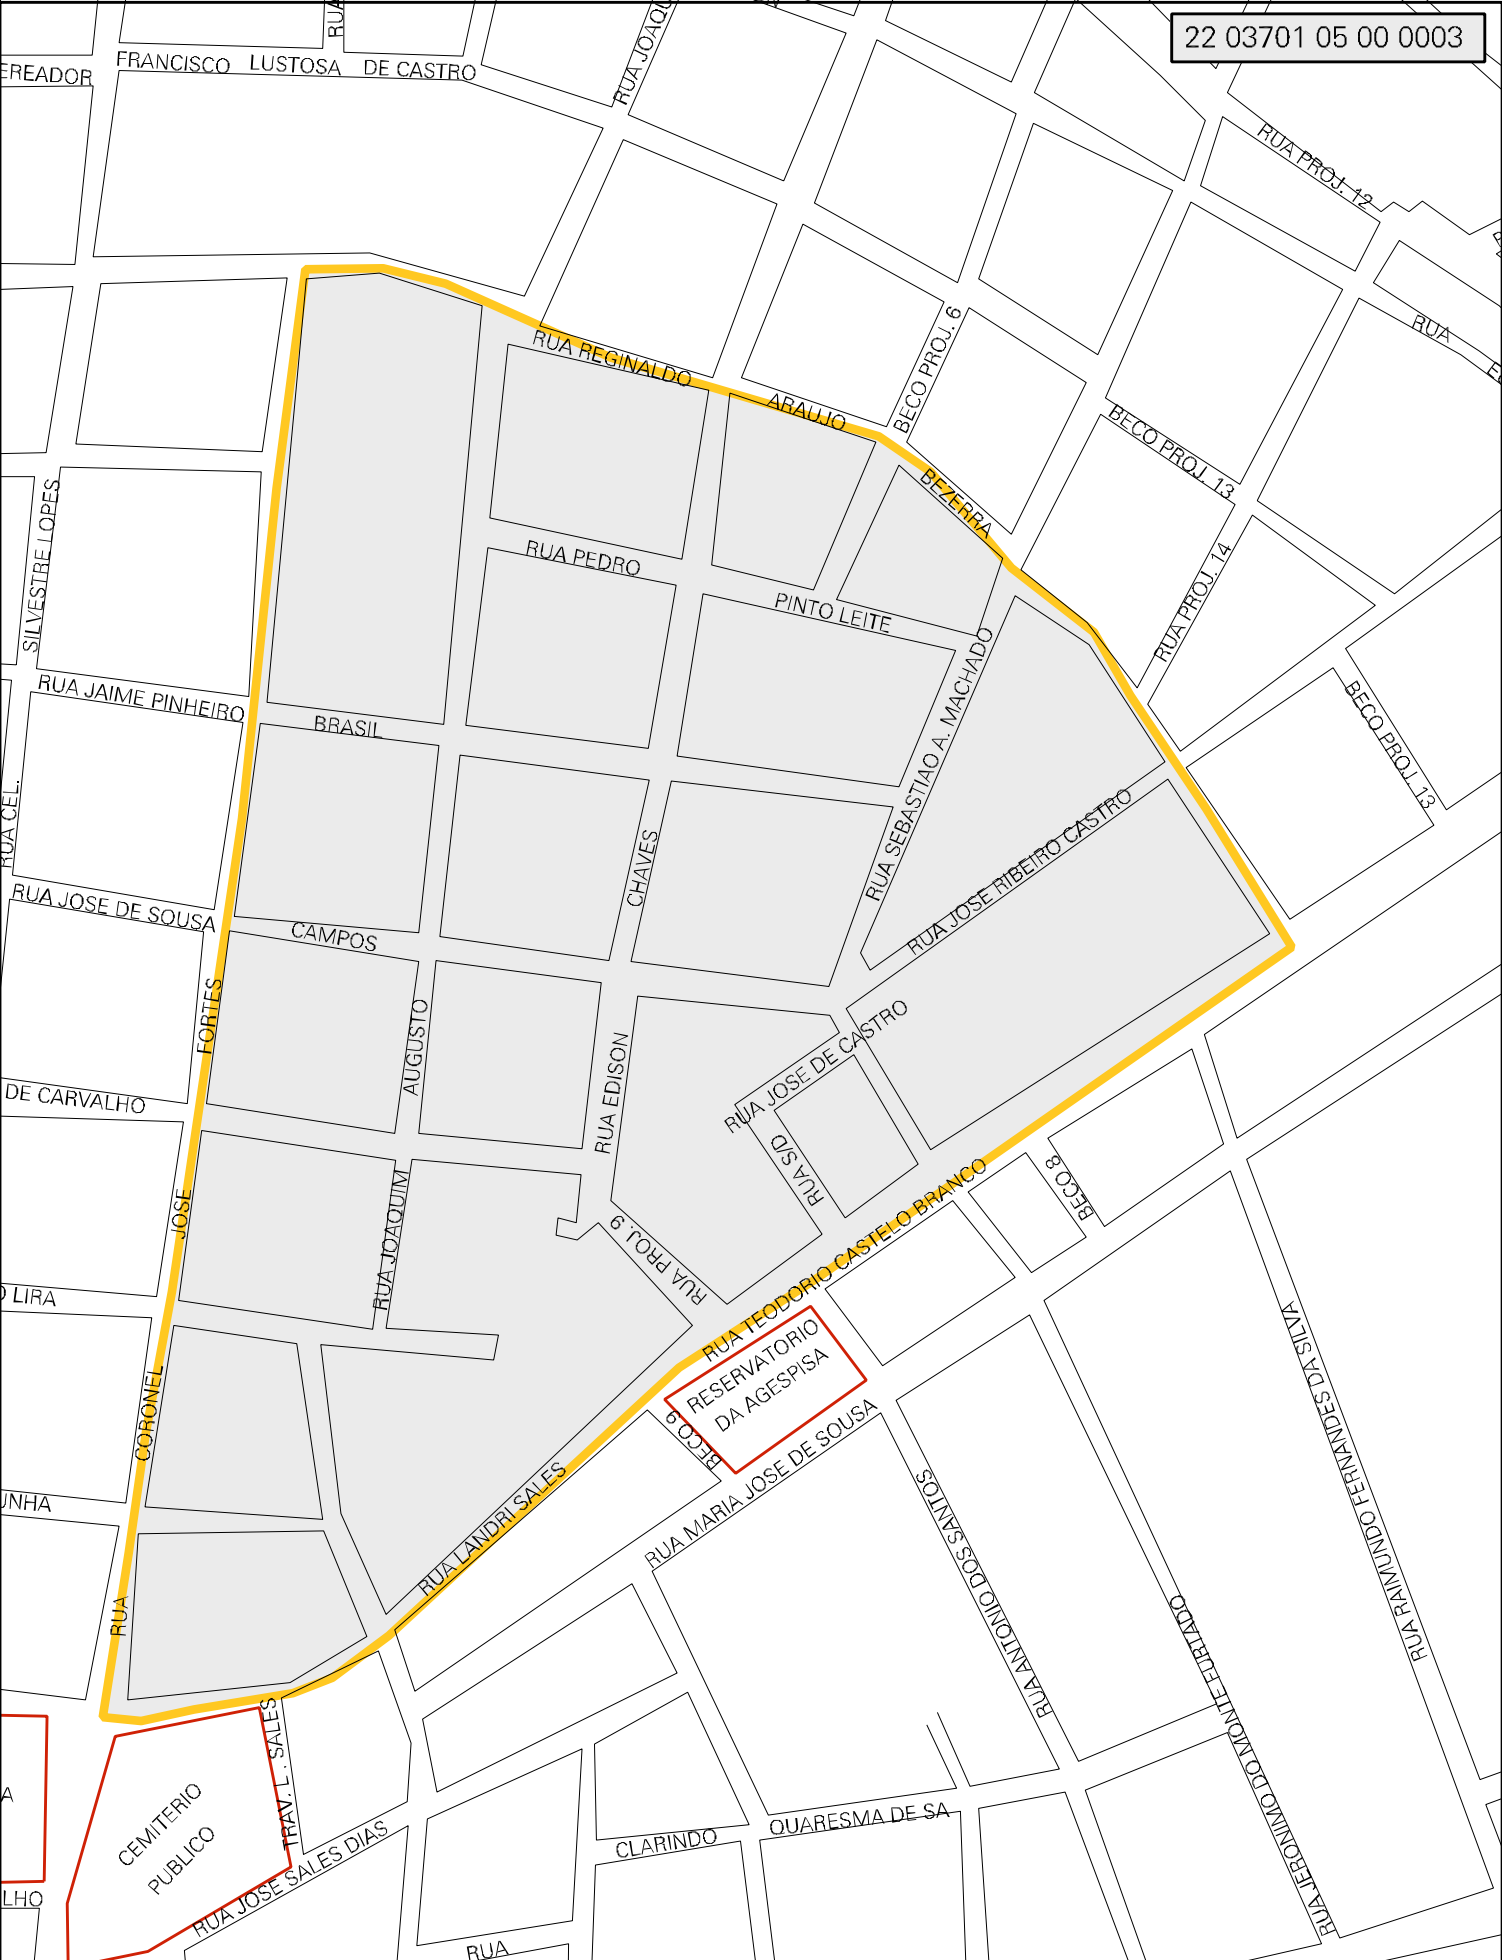 22 03701 05 00 0003
RUA
RUA JOAQU
EREADOR
FRANCISCO LUSTOSA DE CASTRO
RUA PROJ. 12
RUA
BECO PROJ. 6
RUA REGINALDO
ARAUJO
BEZERRA
BECO PROJ. 13
RUA PROJ. 14
SILVESTRE LOPES
RUA CEL.
RUA PEDRO
PINTO LEITE
RUA JAIME PINHEIRO
BRASIL
RUA SEBASTIAO A. MACHADO
BECO PROJ. 13
RUA JOSE RIBEIRO CASTRO
CHAVES
RUA JOSE DE SOUSA
CAMPOS
FORTES
AUGUSTO
RUA EDISON
RUA JOSE DE CASTRO
DE CARVALHO
RUA S/D
BECO 8
JOSE
RUA JOAQUIM
RUA PROJ. 9
RUA TEODORIO CASTELO BRANCO
O LIRA
RESERVATORIO
DA AGESPISA
RUA RAIMUNDO FERNANDES DA SILVA
CORONEL
BECO 9
RUA MARIA JOSE DE SOUSA
RUA LANDRI SALES
RUA ANTONIO DOS SANTOS
UNHA
RUA
RUA JERONIMO DO MONTE FURTADO
TRAV. L . SALES
A
CEMITERIO
PUBLICO
CLARINDO
QUARESMA DE SA
RUA JOSE SALES DIAS
LHO
RUA